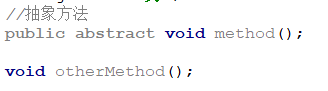 //抽象方法
public abstract void method();
void otherMethod();